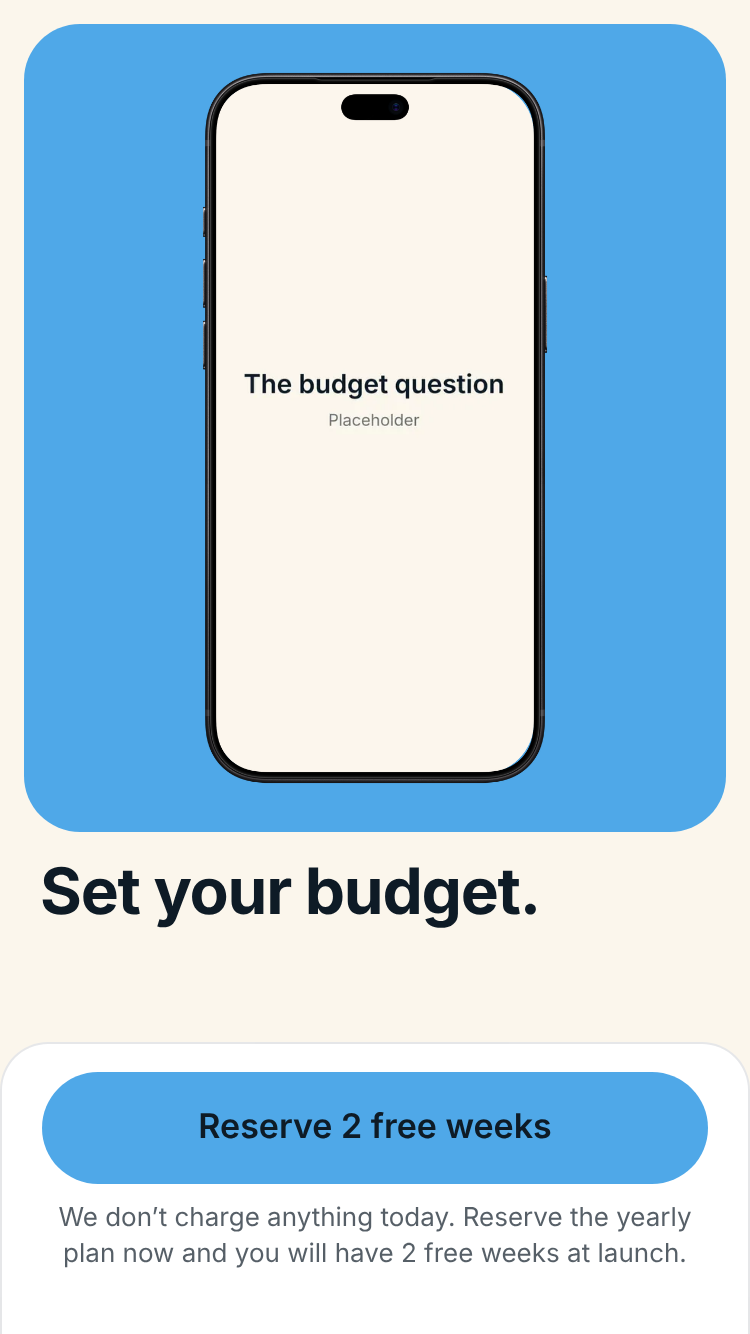 The budget question
Placeholder
Set your budget.
Reserve 2 free weeks
We don’t charge anything today. Reserve the yearly
plan now and you will have 2 free weeks at launch.